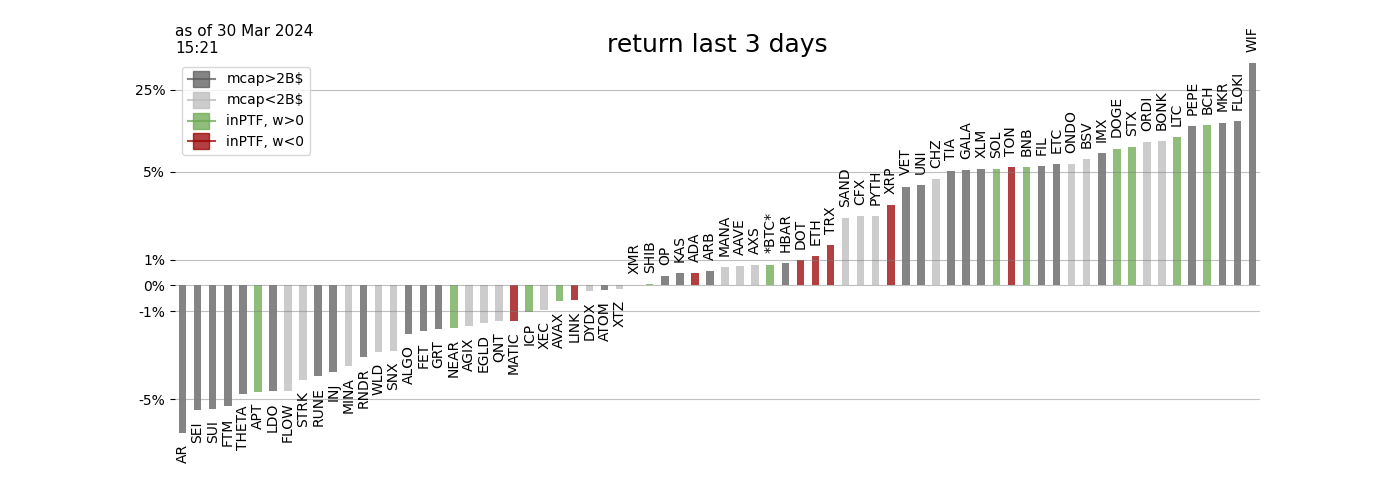 as of 30 Mar 2024
15:21
return last 3 days
mcap>2B$
mcap<2B$
inPTF, w>0
inPTF, w<0
25%
5%
1%
0%
-1%
-5%
AR
SEI
SUI
FTM
THETA
APT
LDO
FLOW
STRK
RUNE
INJ
MINA
RNDR
WLD
SNX
ALGO
FET
GRT
NEAR
AGIX
EGLD
QNT
MATIC
ICP
XEC
AVAX
LINK
DYDX
ATOM
XTZ
XMR
SHIB
OP
KAS
ADA
ARB
MANA
AAVE
AXS
*BTC*
HBAR
DOT
ETH
TRX
SAND
CFX
PYTH
XRP
VET
UNI
CHZ
TIA
GALA
XLM
SOL
TON
BNB
FIL
ETC
ONDO
BSV
IMX
DOGE
STX
ORDI
BONK
LTC
PEPE
BCH
MKR
FLOKI
WIF